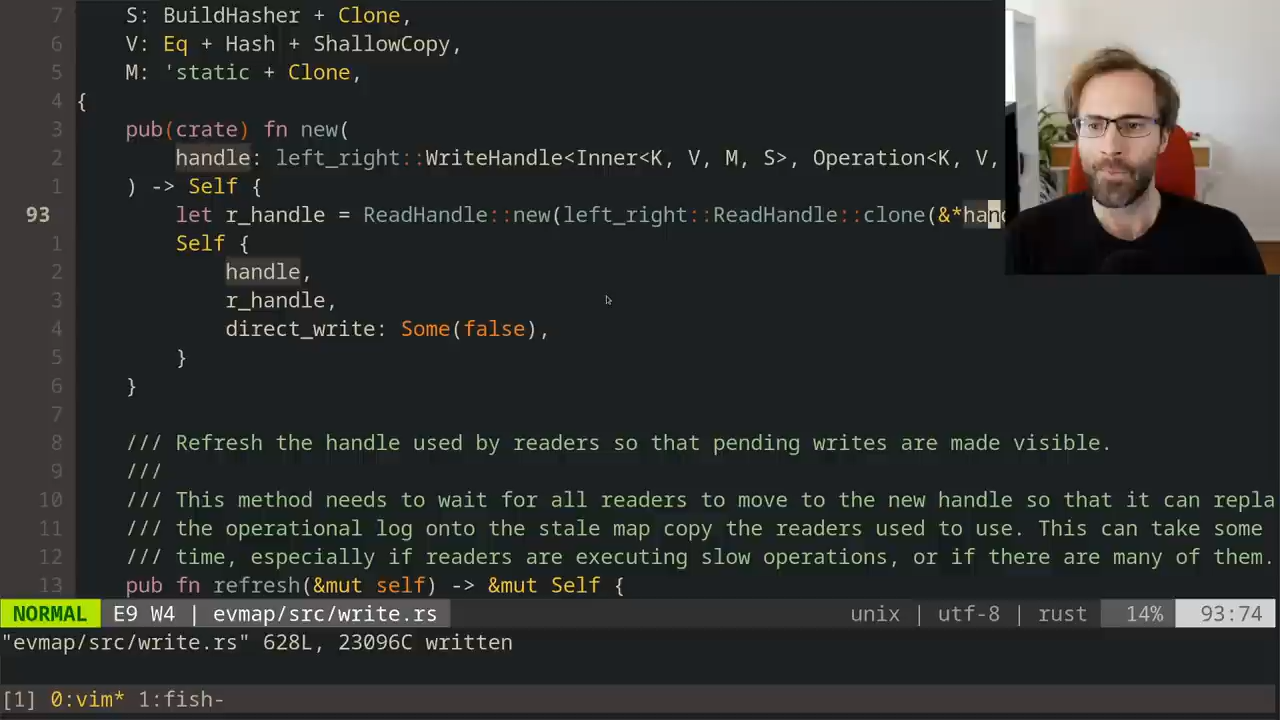 7 S: BuildHasher + Clone,
6 V: Eq + Hash + ShallowCopy,
5 M: 'static + Clone,
4 {
3 pub(crate) fn new(
2 handle: left_right::WriteHandle<Inner<K, V, M, S>, Operation<K, V,
1 ) -> Self {
93 let r_handle = ReadHandle::new(left_right::ReadHandle::clone(&*han
1 Self {
2 handle,
3 r_handle,
4 direct_write: Some(false),
5 }
6 }
7
8 /// Refresh the handle used by readers so that pending writes are made visible.
9 ///
10 /// This method needs to wait for all readers to move to the new handle so that it can repla
11 /// the operational log onto the stale map copy the readers used to use. This can take some
12 /// time, especially if readers are executing slow operations, or if there are many of them.
13 pub fn refresh(&mut self) -> &mut Self {
NORMAL E9 W4 | evmap/src/write.rs unix | utf-8 | rust 14% 93:74
"evmap/src/write.rs" 628L, 23096C written
[1] 0:vim* 1:fish-